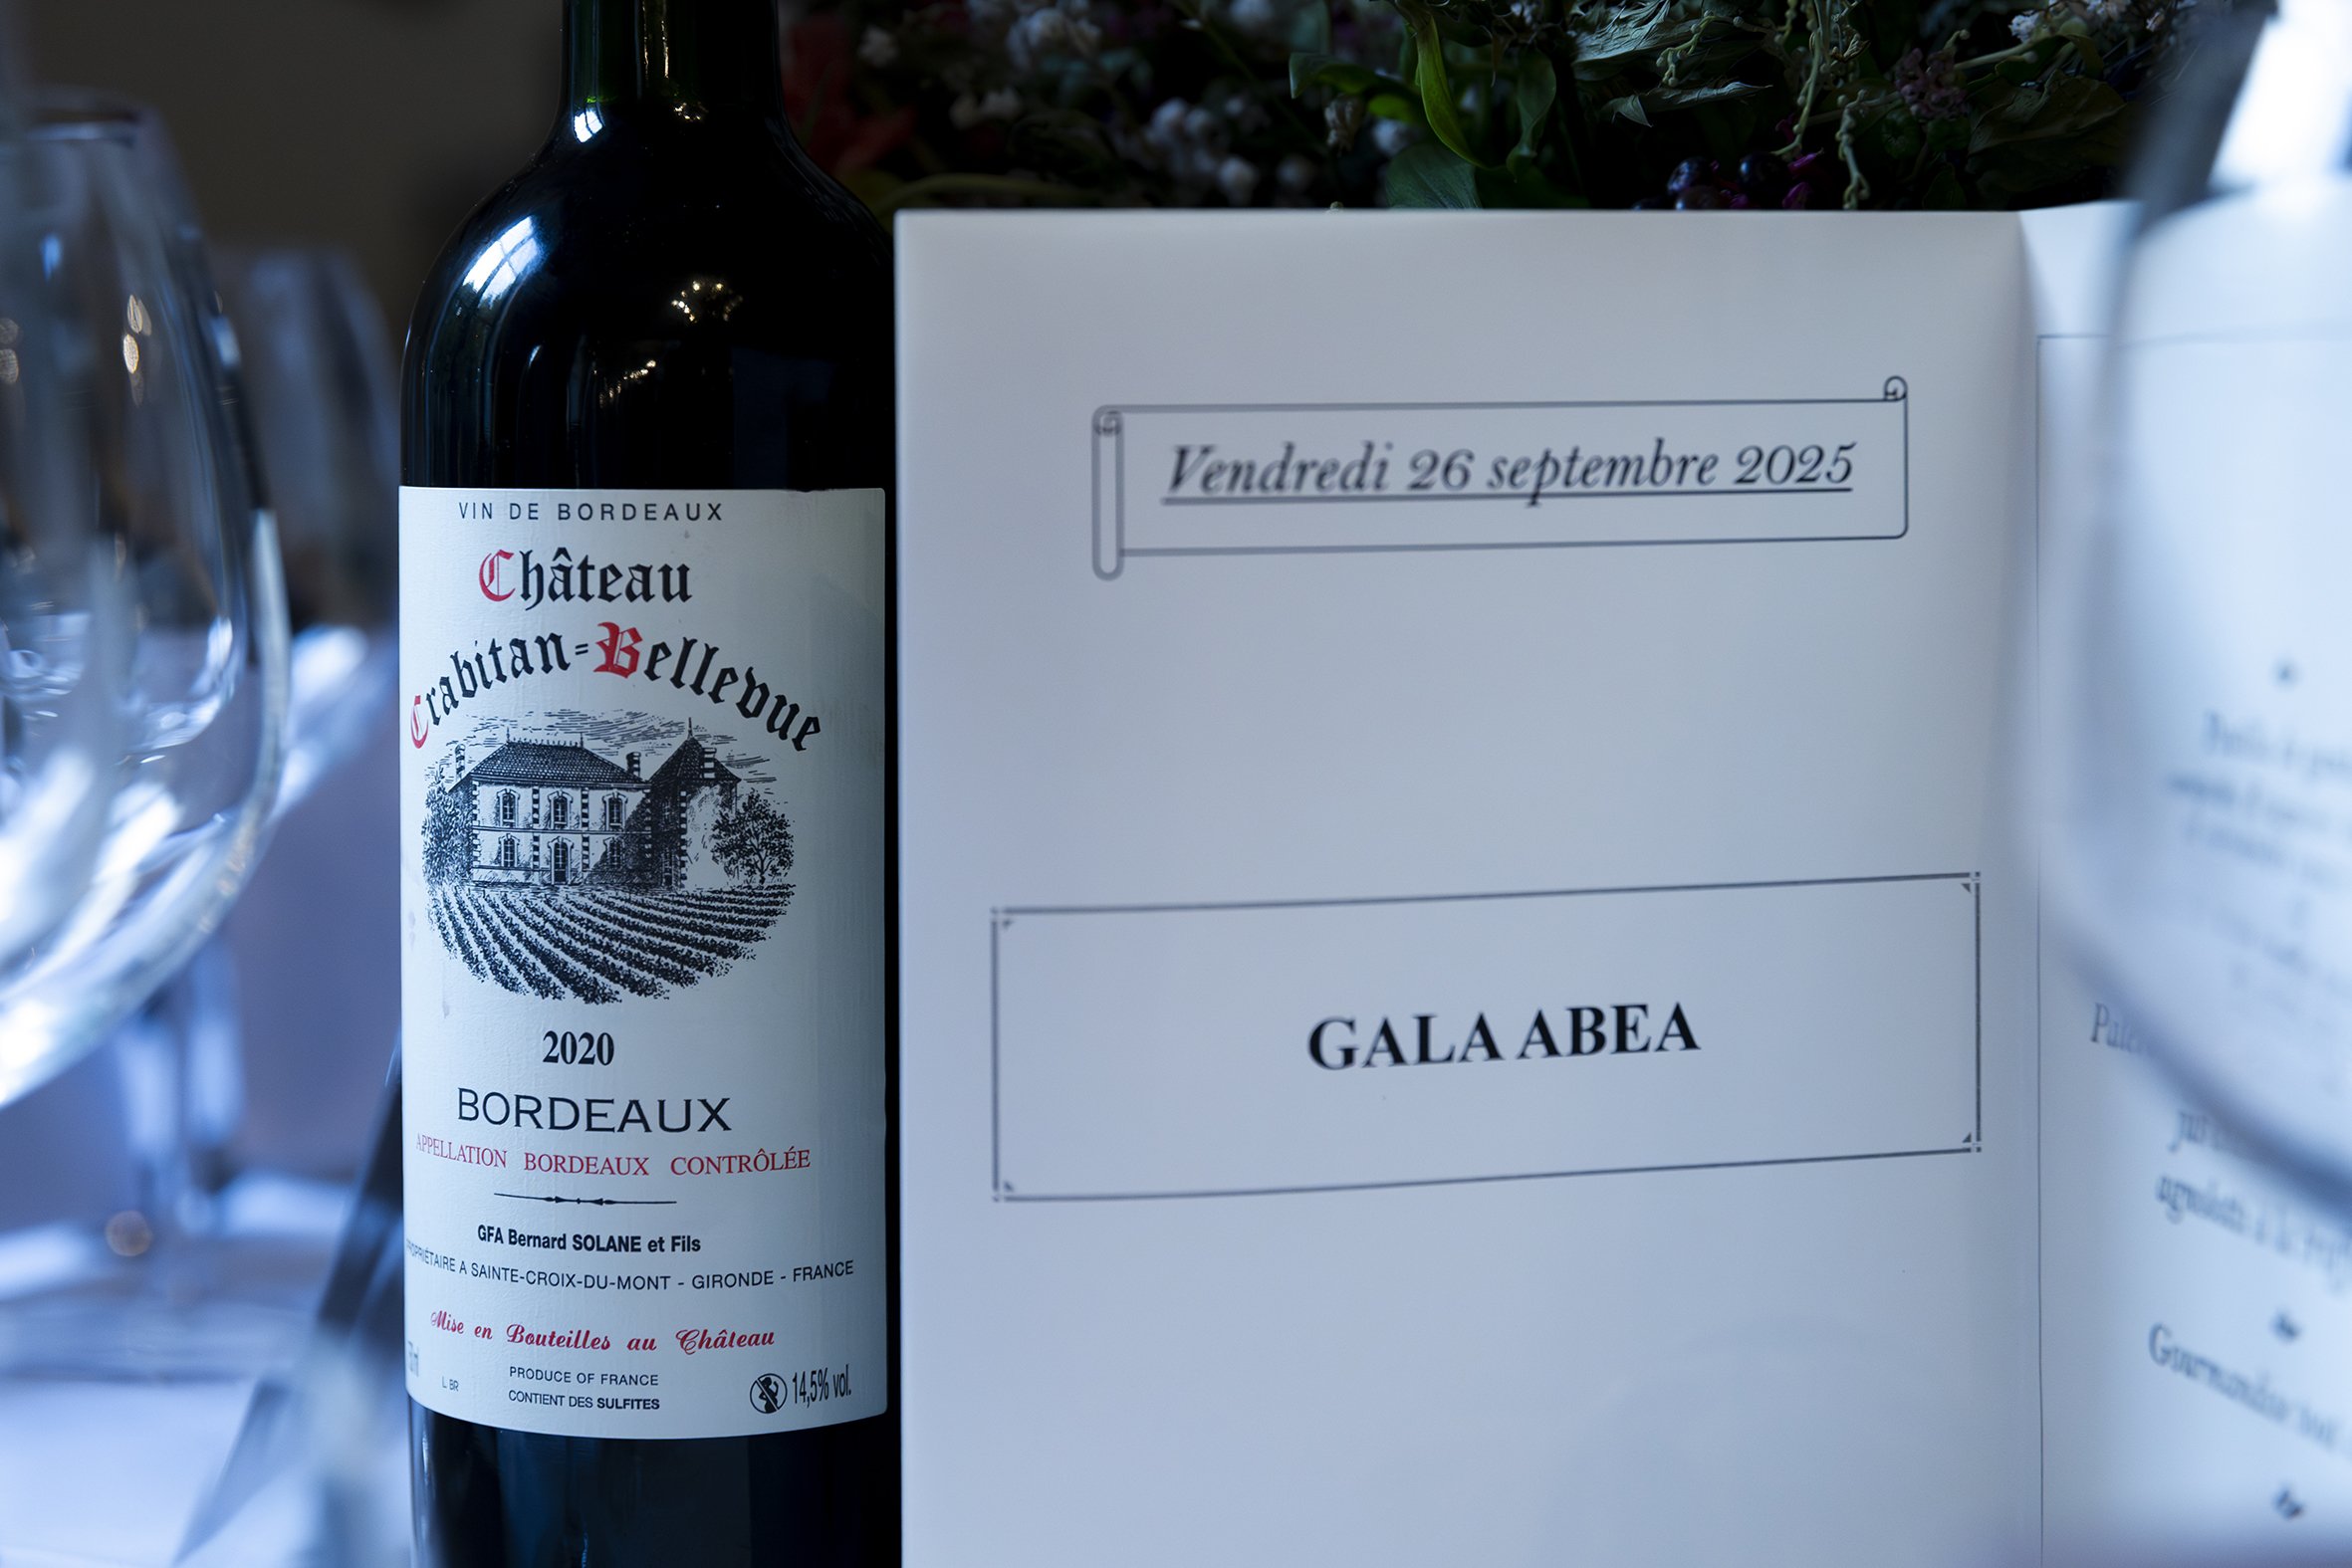 VIN DE BORDEAUX
Château
Crabitan=Bellevue
2020
BORDEAUX
APPELLATION BORDEAUX CONTRÔLÉE
GFA Bernard SOLANE et Fils
PROPRIÉTAIRE A SAINTE-CROIX-DU-MONT - GIRONDE - FRANCE
Mise en Bouteilles au Château
L. BR
PRODUCE OF FRANCE
CONTIENT DES SULFITES
14,5% vol.
Vendredi 26 septembre 2025
GALA ABEA